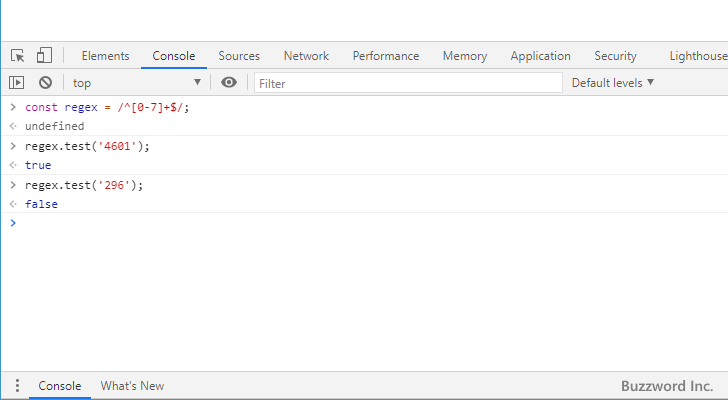 Elements Console Sources Network Performance Memory Application Security Lighthouse
top Filter Default levels
> const regex = /^[0-7]+$/;
undefined
> regex.test('4601');
true
> regex.test('296');
false
>
Console What's New Buzzword Inc.